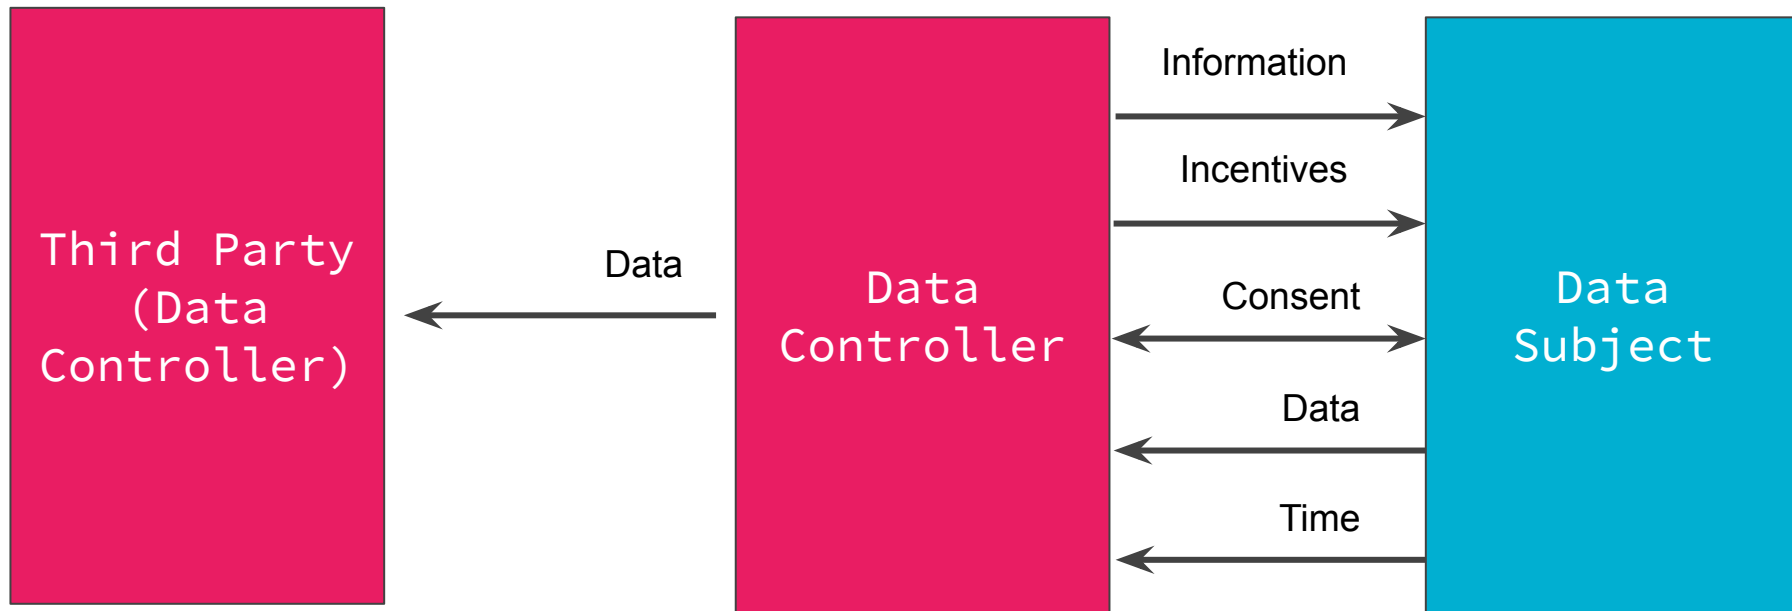 Third Party
(Data
Controller)
Data
Data
Controller
Information
Incentives
Consent
Data
Time
Data
Subject